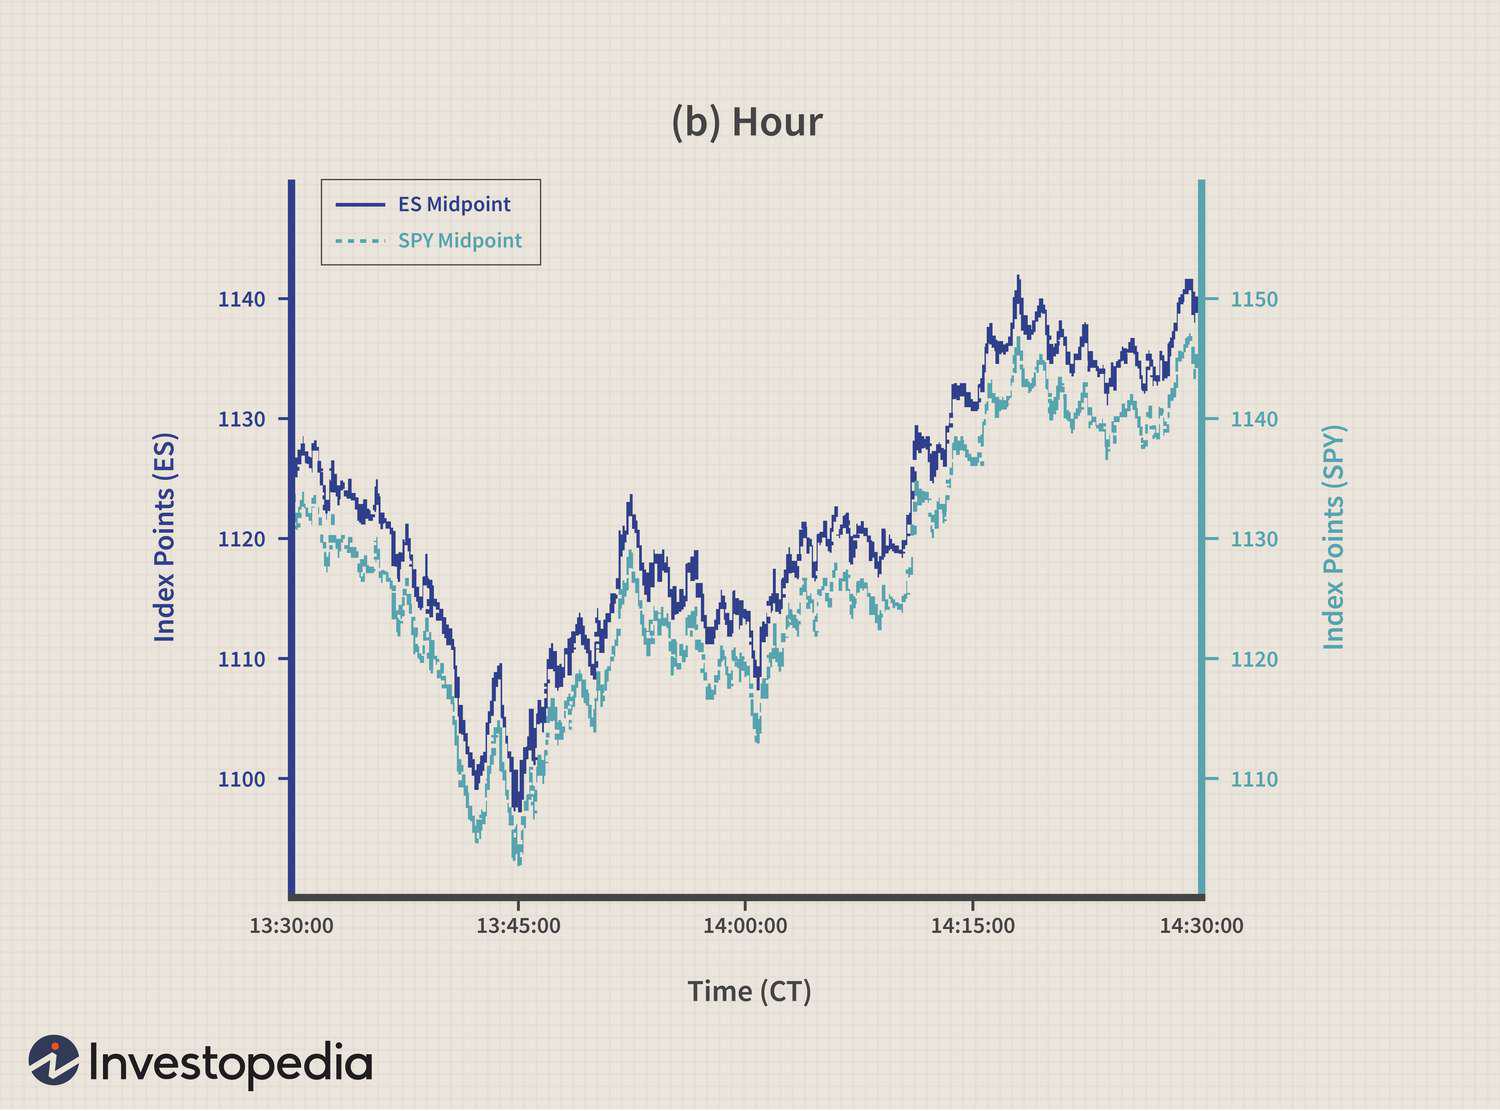 (b) Hour
ES Midpoint
SPY Midpoint
1140
1130
1120
1110
1100
Index Points (ES)
1150
1140
1130
1120
1110
Index Points (SPY)
13:30:00 13:45:00 14:00:00 14:15:00 14:30:00
Time (CT)
Investopedia